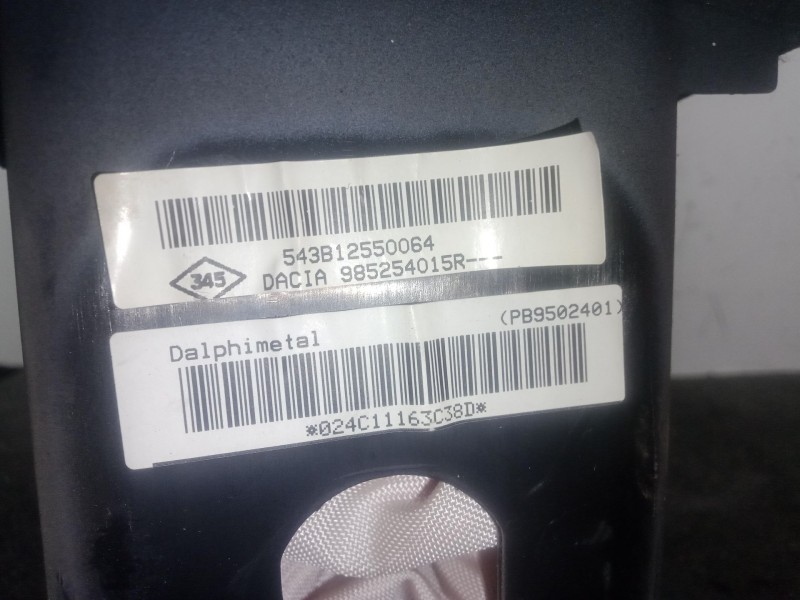 543B12550064
345 DACIA 985254015R---
(PB9502401)
Dalphimetal
*024C11163C38D*